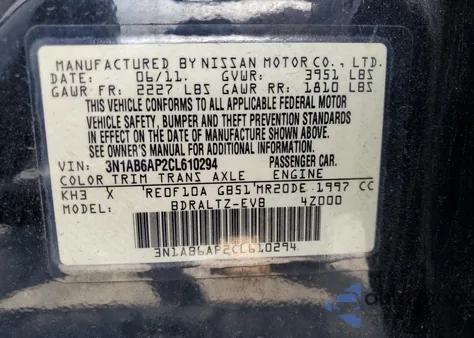 MANUFACTURED BY NISSAN MOTOR CO., LTD.
DATE: 06/11. GVWR: 3951 LBS
GAWR FR: 2227 LBS GAWR RR: 1810 LBS
THIS VEHICLE CONFORMS TO ALL APPLICABLE FEDERAL MOTOR
VEHICLE SAFETY, BUMPER AND THEFT PREVENTION STANDARDS
IN EFFECT ON THE DATE OF MANUFACTURE SHOWN ABOVE.
SEE OWNER'S MANUAL FOR ADDITIONAL INFORMATION.
VIN: 3N1AB6AP2CL610294 PASSENGER CAR.
COLOR TRIM TRANS AXLE ENGINE
KH3 X RE0F10A GB51 MR20DE 1997 CC
MODEL: BDRALTZ-EVB 4Z000
3N1AB6AP2CL610294